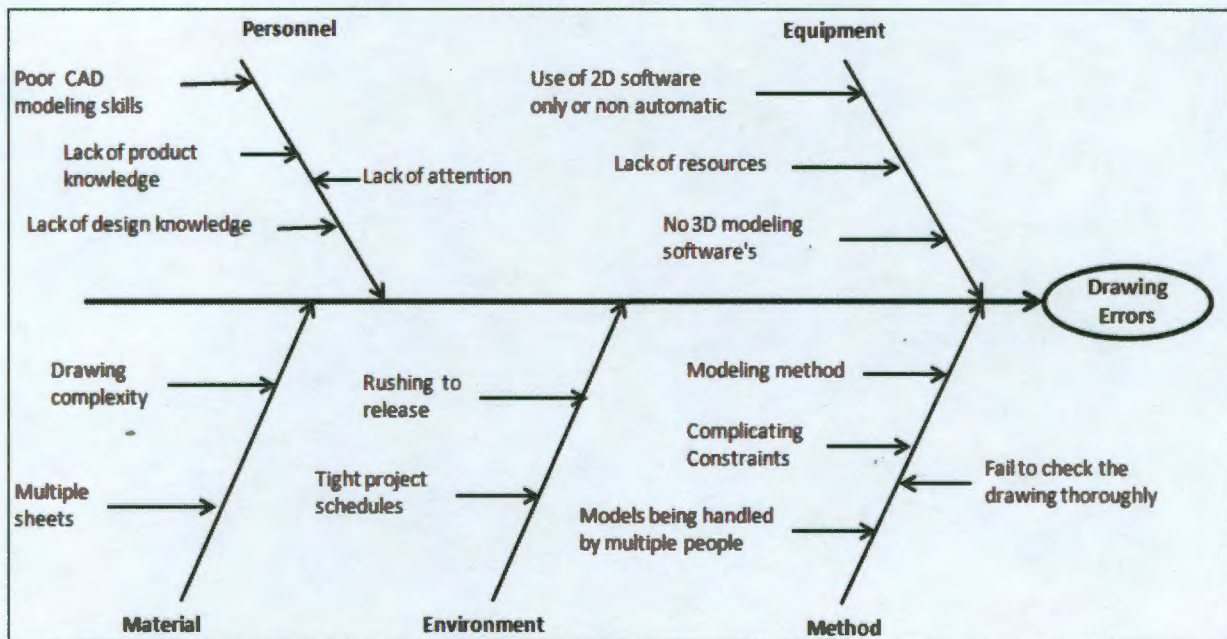 Personnel
Equipment
Poor CAD
modeling skills
Use of 2D software
only or non automatic
Lack of product
knowledge
Lack of attention
Lack of resources
Lack of design knowledge
No 3D modeling
software's
Drawing
Errors
Drawing
complexity
Rushing to
release
Modeling method
Complicating
Constraints
Fail to check the
drawing thoroughly
Multiple
sheets
Tight project
schedules
Models being handled
by multiple people
Material
Environment
Method